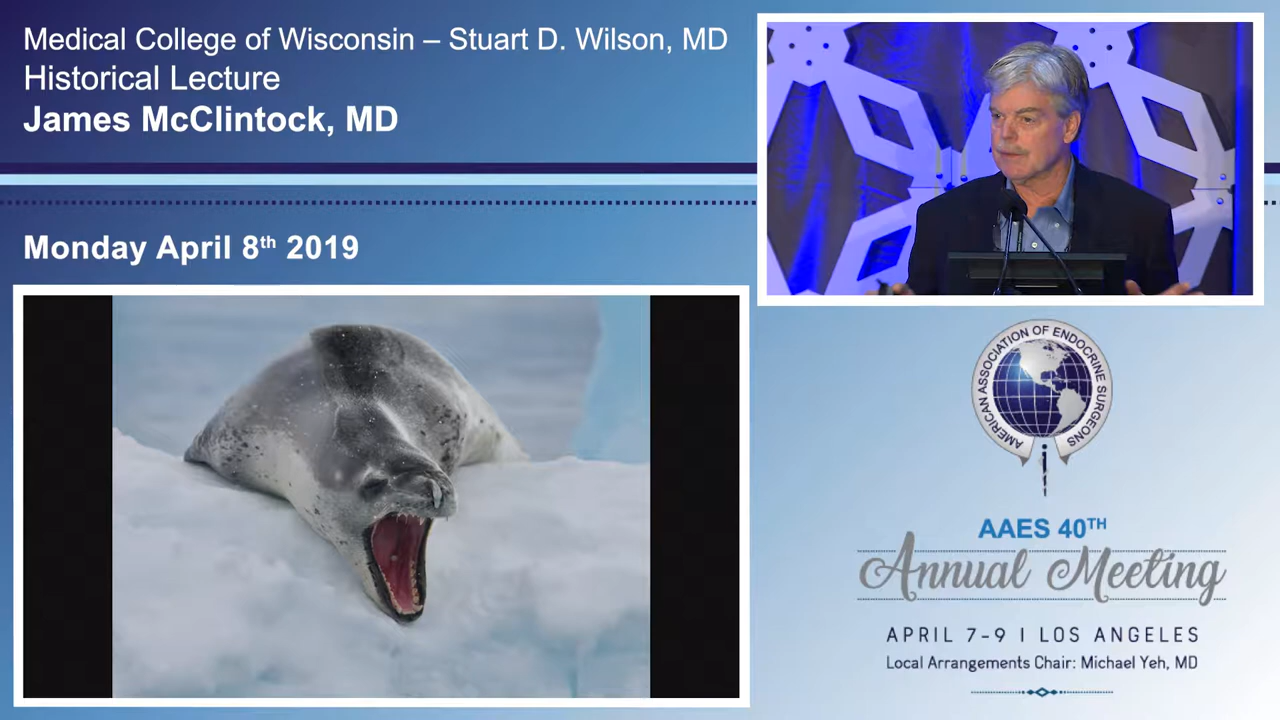 Medical College of Wisconsin – Stuart D. Wilson, MD
Historical Lecture
James McClintock, MD
Monday April 8th 2019
AMERICAN ASSOCIATION OF ENDOCRINE SURGEONS
AAES 40TH
Annual Meeting
APRIL 7-9 | LOS ANGELES
Local Arrangements Chair: Michael Yeh, MD